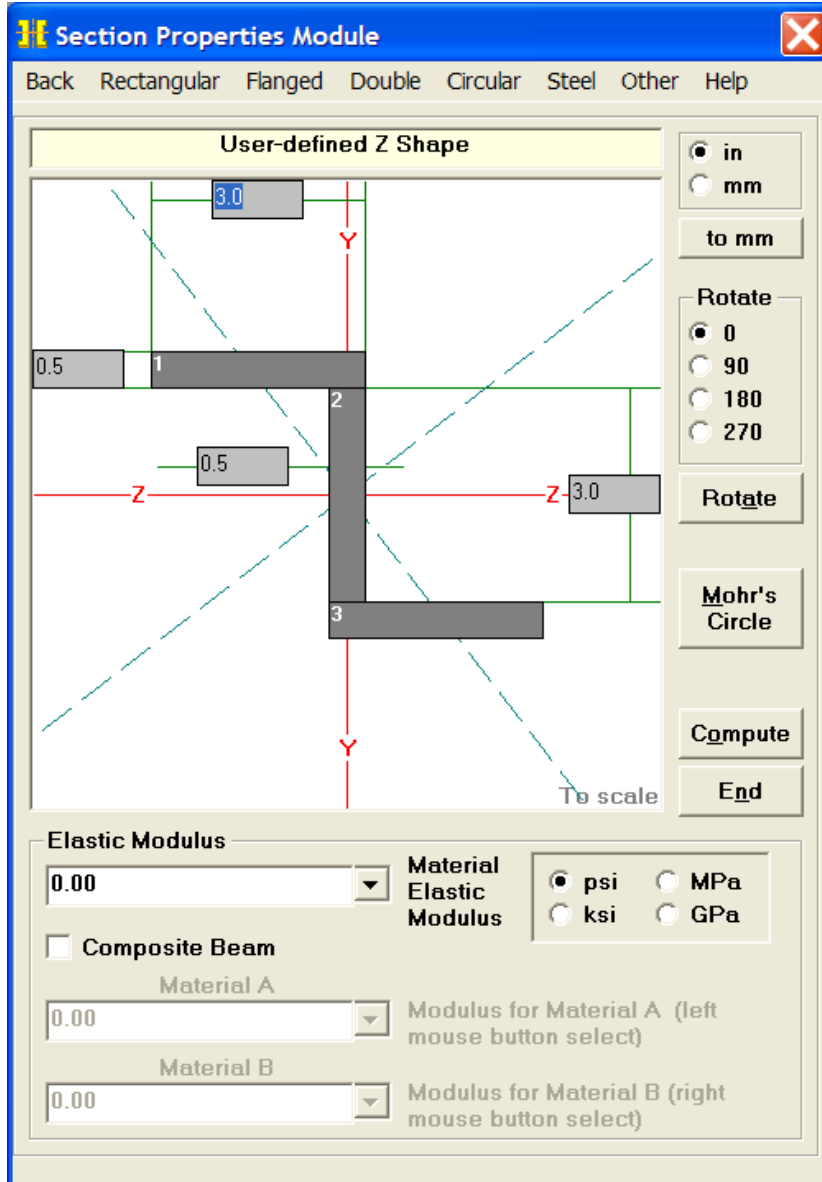 Section Properties Module
Back Rectangular Flanged Double Circular Steel Other Help
User-defined Z Shape
in
mm
to mm
Rotate
0
90
180
270
Rotate
Mohr's
Circle
Compute
End
3.0
Y
0.5
1
2
0.5
Z
Z
3.0
3
Y
To scale
Elastic Modulus
0.00
Material
Elastic
Modulus
psi MPa
ksi GPa
Composite Beam
Material A
0.00
Modulus for Material A (left
mouse button select)
Material B
0.00
Modulus for Material B (right
mouse button select)